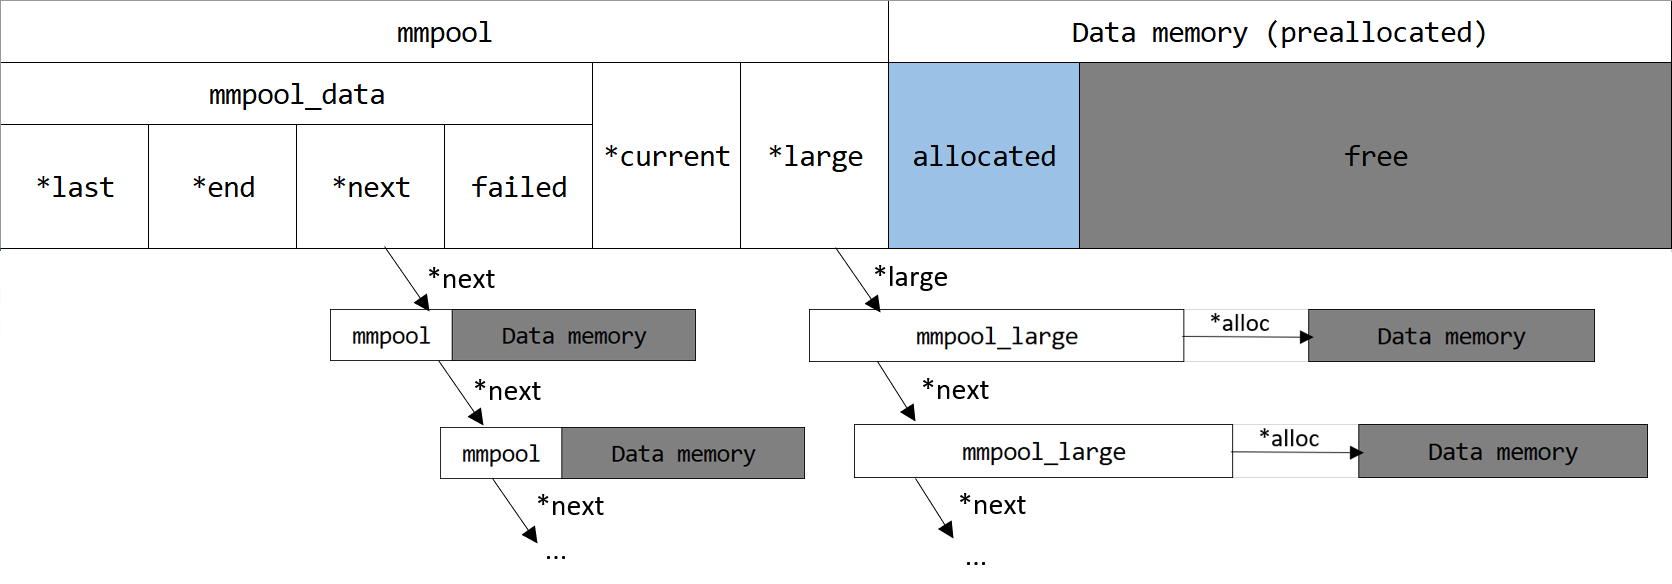 mmpool
Data memory (preallocated)
mmpool_data
*current
*large
allocated
free
*last
*end
*next
failed
*next
*large
mmpool
Data memory
mmpool_large
*alloc
Data memory
*next
*next
mmpool
Data memory
mmpool_large
*alloc
Data memory
*next
*next
...
...